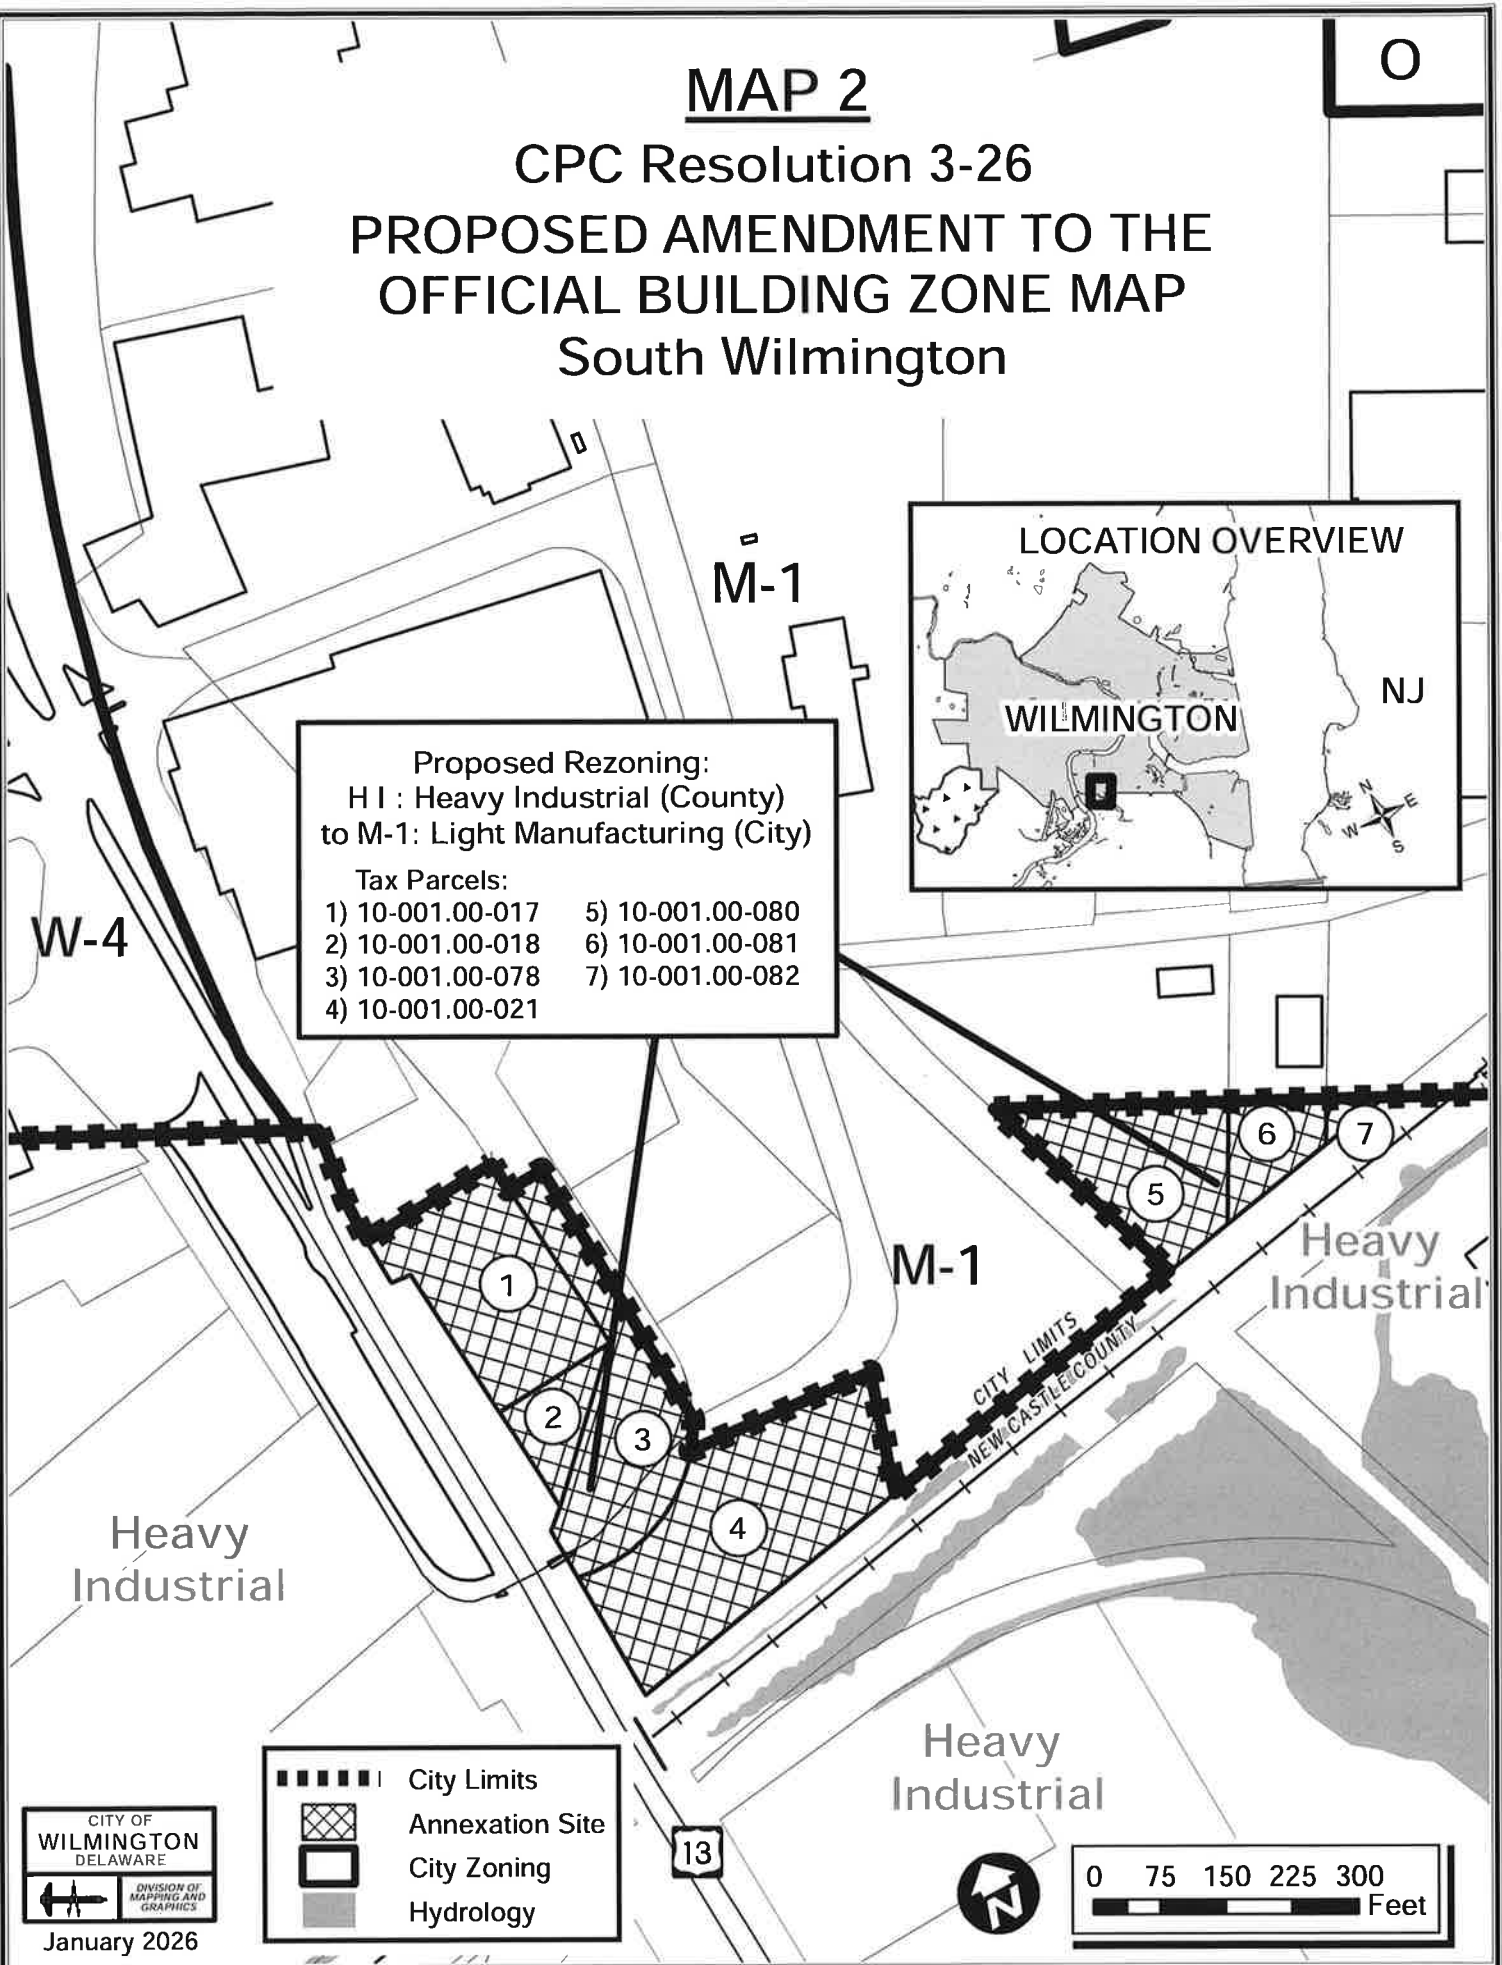 MAP 2
CPC Resolution 3-26
PROPOSED AMENDMENT TO THE
OFFICIAL BUILDING ZONE MAP
South Wilmington
O
M-1
LOCATION OVERVIEW
WILMINGTON
NJ
N
E
W
S
Proposed Rezoning:
H I : Heavy Industrial (County)
to M-1: Light Manufacturing (City)
Tax Parcels:
1) 10-001.00-017
2) 10-001.00-018
3) 10-001.00-078
4) 10-001.00-021
5) 10-001.00-080
6) 10-001.00-081
7) 10-001.00-082
W-4
6
7
5
1
M-1
Heavy
Industrial
CITY LIMITS
NEW CASTLE COUNTY
2
3
4
Heavy
Industrial
Heavy
Industrial
City Limits
Annexation Site
City Zoning
Hydrology
13
CITY OF
WILMINGTON
DELAWARE
DIVISION OF
MAPPING AND
GRAPHICS
January 2026
N
0 75 150 225 300
Feet